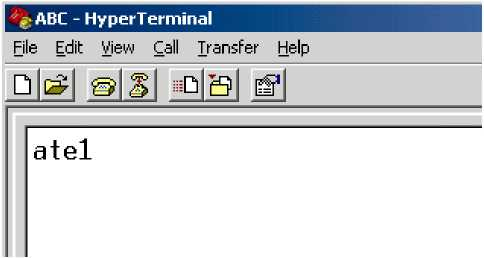 ABC - HyperTerminal
File Edit View Call Transfer Help
ate1